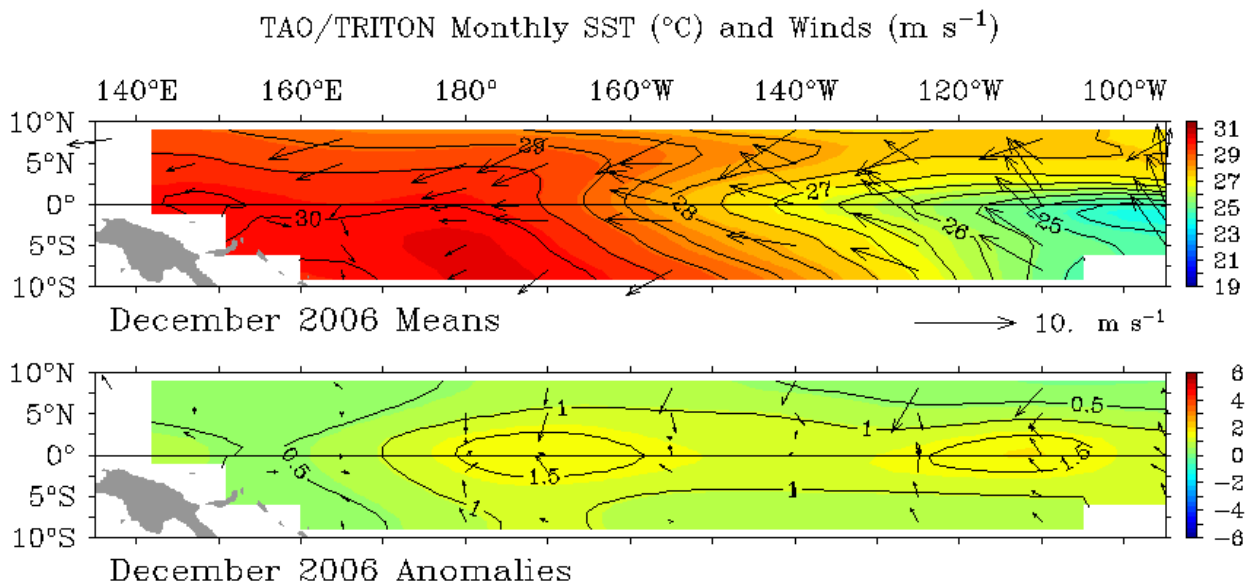 TAO/TRITON Monthly SST (°C) and Winds (m s⁻¹)
140°E 160°E 180° 160°W 140°W 120°W 100°W
10°N
5°N
0°
5°S
10°S
29
30
28
27
26
25
31
29
27
25
23
21
19
December 2006 Means
10. m s⁻¹
10°N
5°N
0°
5°S
10°S
0.5
1
1.5
1
1
1
0.5
1.5
6
4
2
0
-2
-4
-6
December 2006 Anomalies